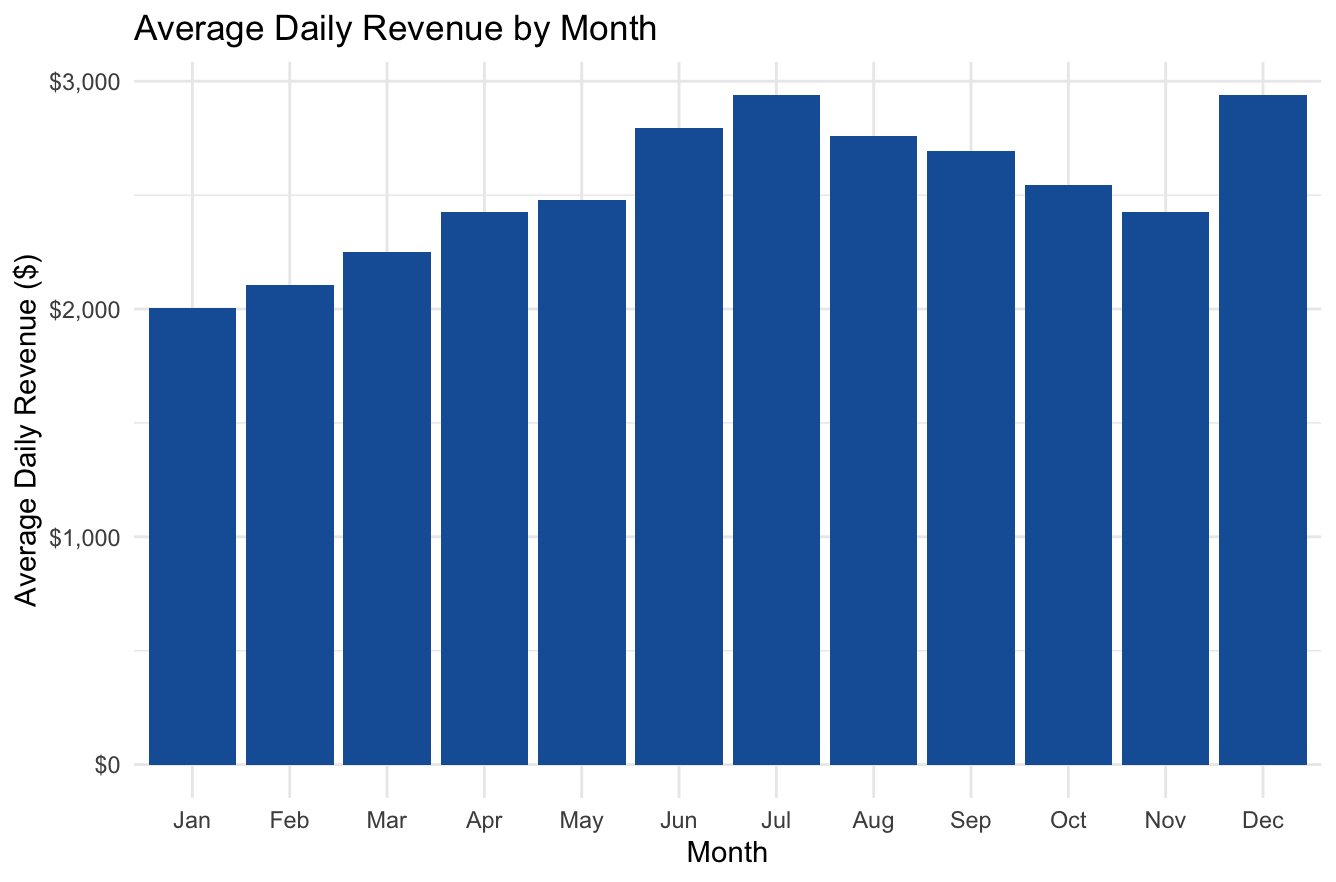 Average Daily Revenue by Month
Average Daily Revenue ($)
$3,000
$2,000
$1,000
$0
Jan Feb Mar Apr May Jun Jul Aug Sep Oct Nov Dec
Month